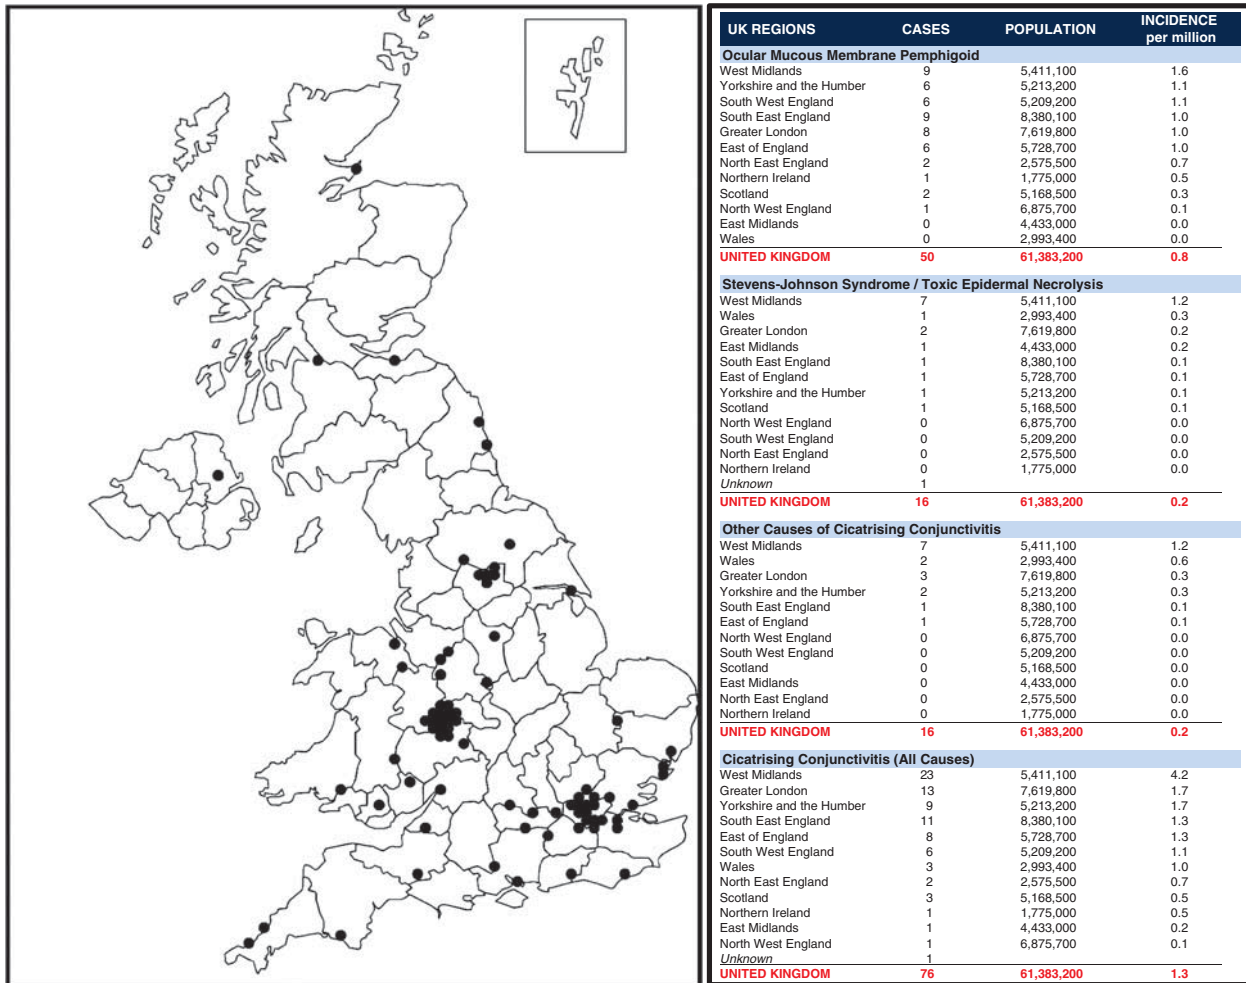 UK REGIONS CASES POPULATION INCIDENCE per million
Ocular Mucous Membrane Pemphigoid
West Midlands 9 5,411,100 1.6
Yorkshire and the Humber 6 5,213,200 1.1
South West England 6 5,209,200 1.1
South East England 9 8,380,100 1.0
Greater London 8 7,619,800 1.0
East of England 6 5,728,700 1.0
North East England 2 2,575,500 0.7
Northern Ireland 1 1,775,000 0.5
Scotland 2 5,168,500 0.3
North West England 1 6,875,700 0.1
East Midlands 0 4,433,000 0.0
Wales 0 2,993,400 0.0
UNITED KINGDOM 50 61,383,200 0.8
Stevens-Johnson Syndrome / Toxic Epidermal Necrolysis
West Midlands 7 5,411,100 1.2
Wales 1 2,993,400 0.3
Greater London 2 7,619,800 0.2
East Midlands 1 4,433,000 0.2
South East England 1 8,380,100 0.1
East of England 1 5,728,700 0.1
Yorkshire and the Humber 1 5,213,200 0.1
Scotland 1 5,168,500 0.1
North West England 0 6,875,700 0.0
South West England 0 5,209,200 0.0
North East England 0 2,575,500 0.0
Northern Ireland 0 1,775,000 0.0
Unknown 1
UNITED KINGDOM 16 61,383,200 0.2
Other Causes of Cicatrising Conjunctivitis
West Midlands 7 5,411,100 1.2
Wales 2 2,993,400 0.6
Greater London 3 7,619,800 0.3
Yorkshire and the Humber 2 5,213,200 0.3
South East England 1 8,380,100 0.1
East of England 1 5,728,700 0.1
North West England 0 6,875,700 0.0
South West England 0 5,209,200 0.0
Scotland 0 5,168,500 0.0
East Midlands 0 4,433,000 0.0
North East England 0 2,575,500 0.0
Northern Ireland 0 1,775,000 0.0
UNITED KINGDOM 16 61,383,200 0.2
Cicatrising Conjunctivitis (All Causes)
West Midlands 23 5,411,100 4.2
Greater London 13 7,619,800 1.7
Yorkshire and the Humber 9 5,213,200 1.7
South East England 11 8,380,100 1.3
East of England 8 5,728,700 1.3
South West England 6 5,209,200 1.1
Wales 3 2,993,400 1.0
North East England 2 2,575,500 0.7
Scotland 3 5,168,500 0.5
Northern Ireland 1 1,775,000 0.5
East Midlands 1 4,433,000 0.2
North West England 1 6,875,700 0.1
Unknown 1
UNITED KINGDOM 76 61,383,200 1.3